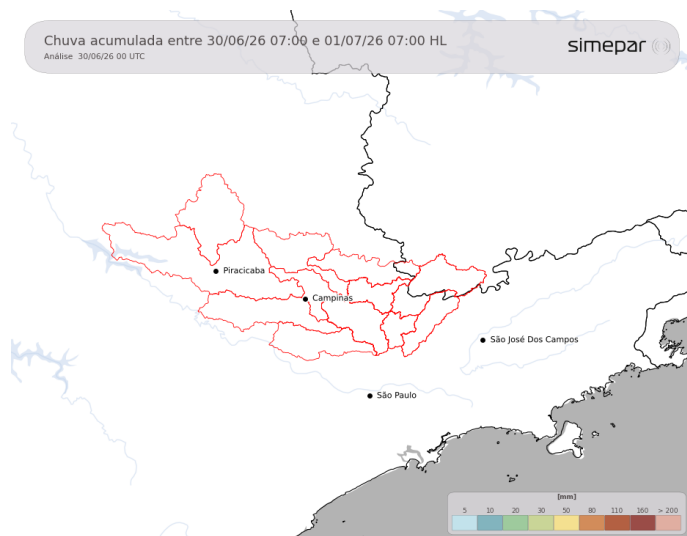 Chuva acumulada entre 30/06/26 07:00 e 01/07/26 07:00 HL
Análise 30/06/26 00 UTC
simepar
Piracicaba
Campinas
São José Dos Campos
São Paulo
[mm]
5 10 20 30 50 80 110 160 > 200